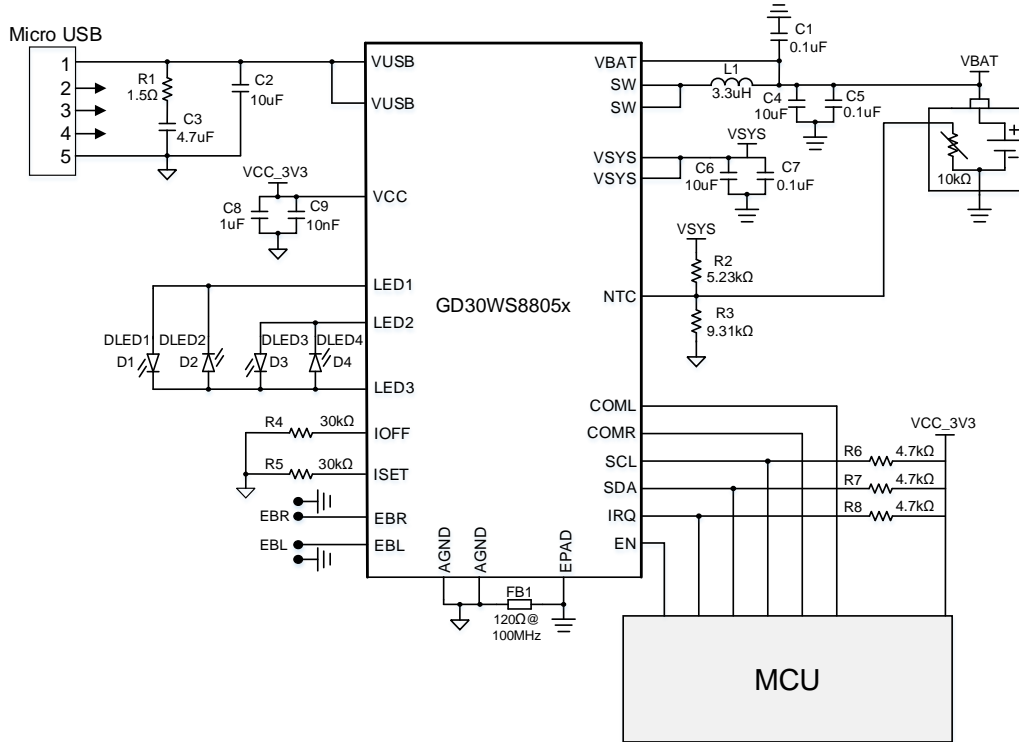 Micro USB
1
2
3
4
5
R1
1.5Ω
C3
4.7uF
C2
10uF
VCC_3V3
C8
1uF
C9
10nF
DLED1
D1
DLED2
D2
DLED3
D3
DLED4
D4
R4
30kΩ
R5
30kΩ
EBR
EBL
VUSB
VUSB
VCC
LED1
LED2
LED3
IOFF
ISET
EBR
EBL
GD30WS8805x
AGND
AGND
EPAD
FB1
120Ω@
100MHz
VBAT
SW
SW
VSYS
VSYS
NTC
COML
COMR
SCL
SDA
IRQ
EN
C1
0.1uF
L1
3.3uH
C4
10uF
C5
0.1uF
VBAT
+
10kΩ
VSYS
C6
10uF
C7
0.1uF
VSYS
R2
5.23kΩ
R3
9.31kΩ
VCC_3V3
R6
4.7kΩ
R7
4.7kΩ
R8
4.7kΩ
MCU